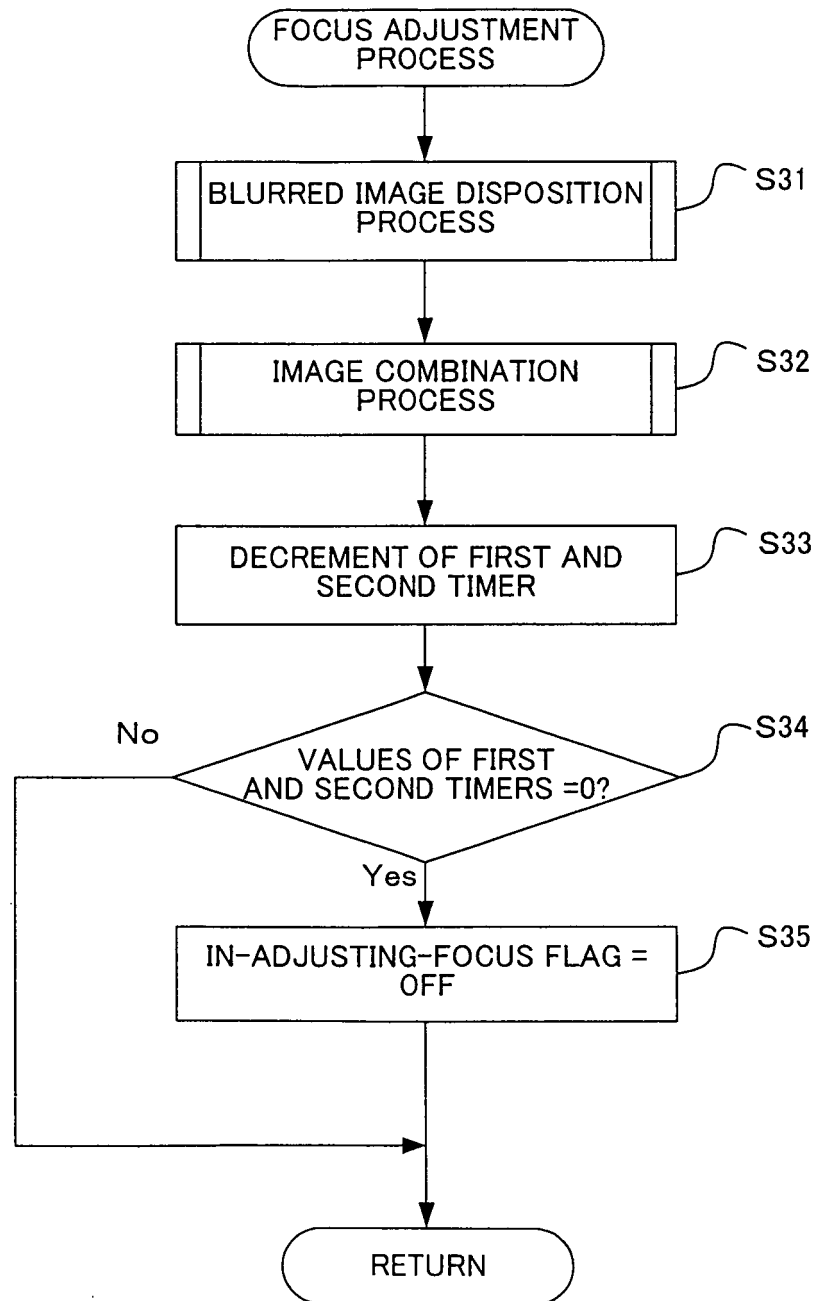 FOCUS ADJUSTMENT
PROCESS
BLURRED IMAGE DISPOSITION
PROCESS
S31
IMAGE COMBINATION
PROCESS
S32
DECREMENT OF FIRST AND
SECOND TIMER
S33
No
VALUES OF FIRST
AND SECOND TIMERS =0?
S34
Yes
IN-ADJUSTING-FOCUS FLAG =
OFF
S35
RETURN